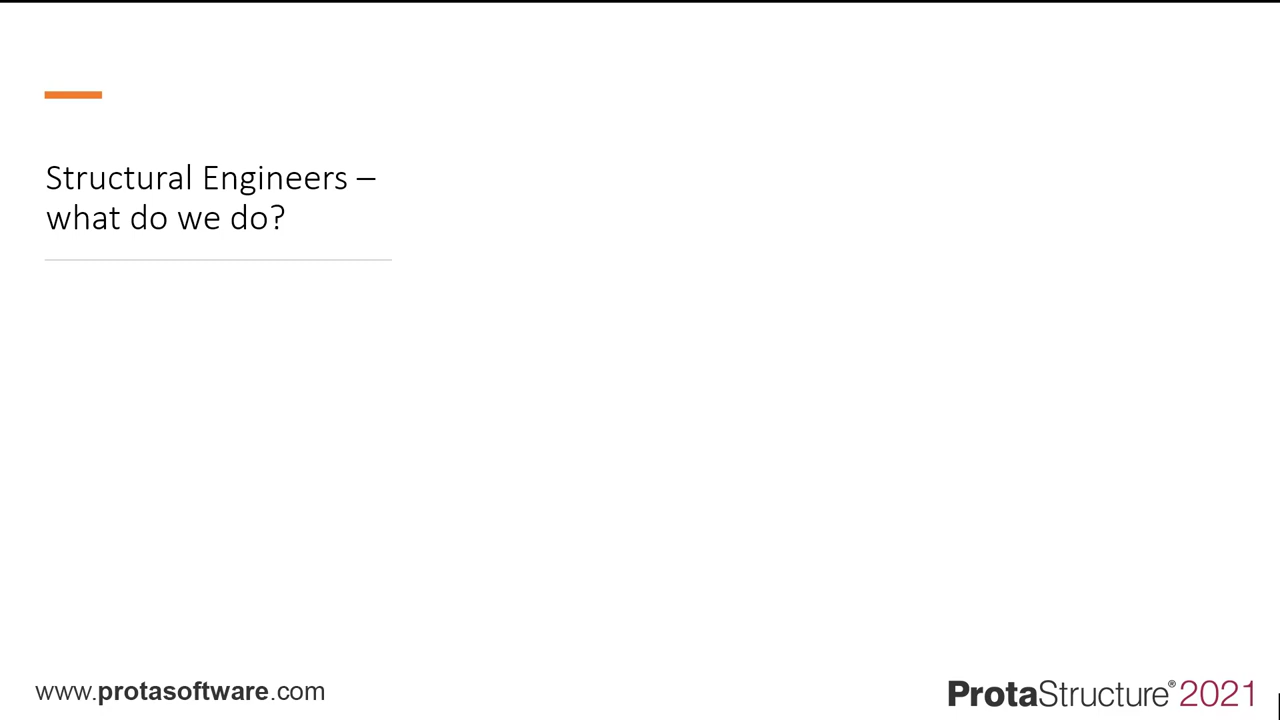 Structural Engineers –
what do we do?
www.protasoftware.com
ProtaStructure®2021